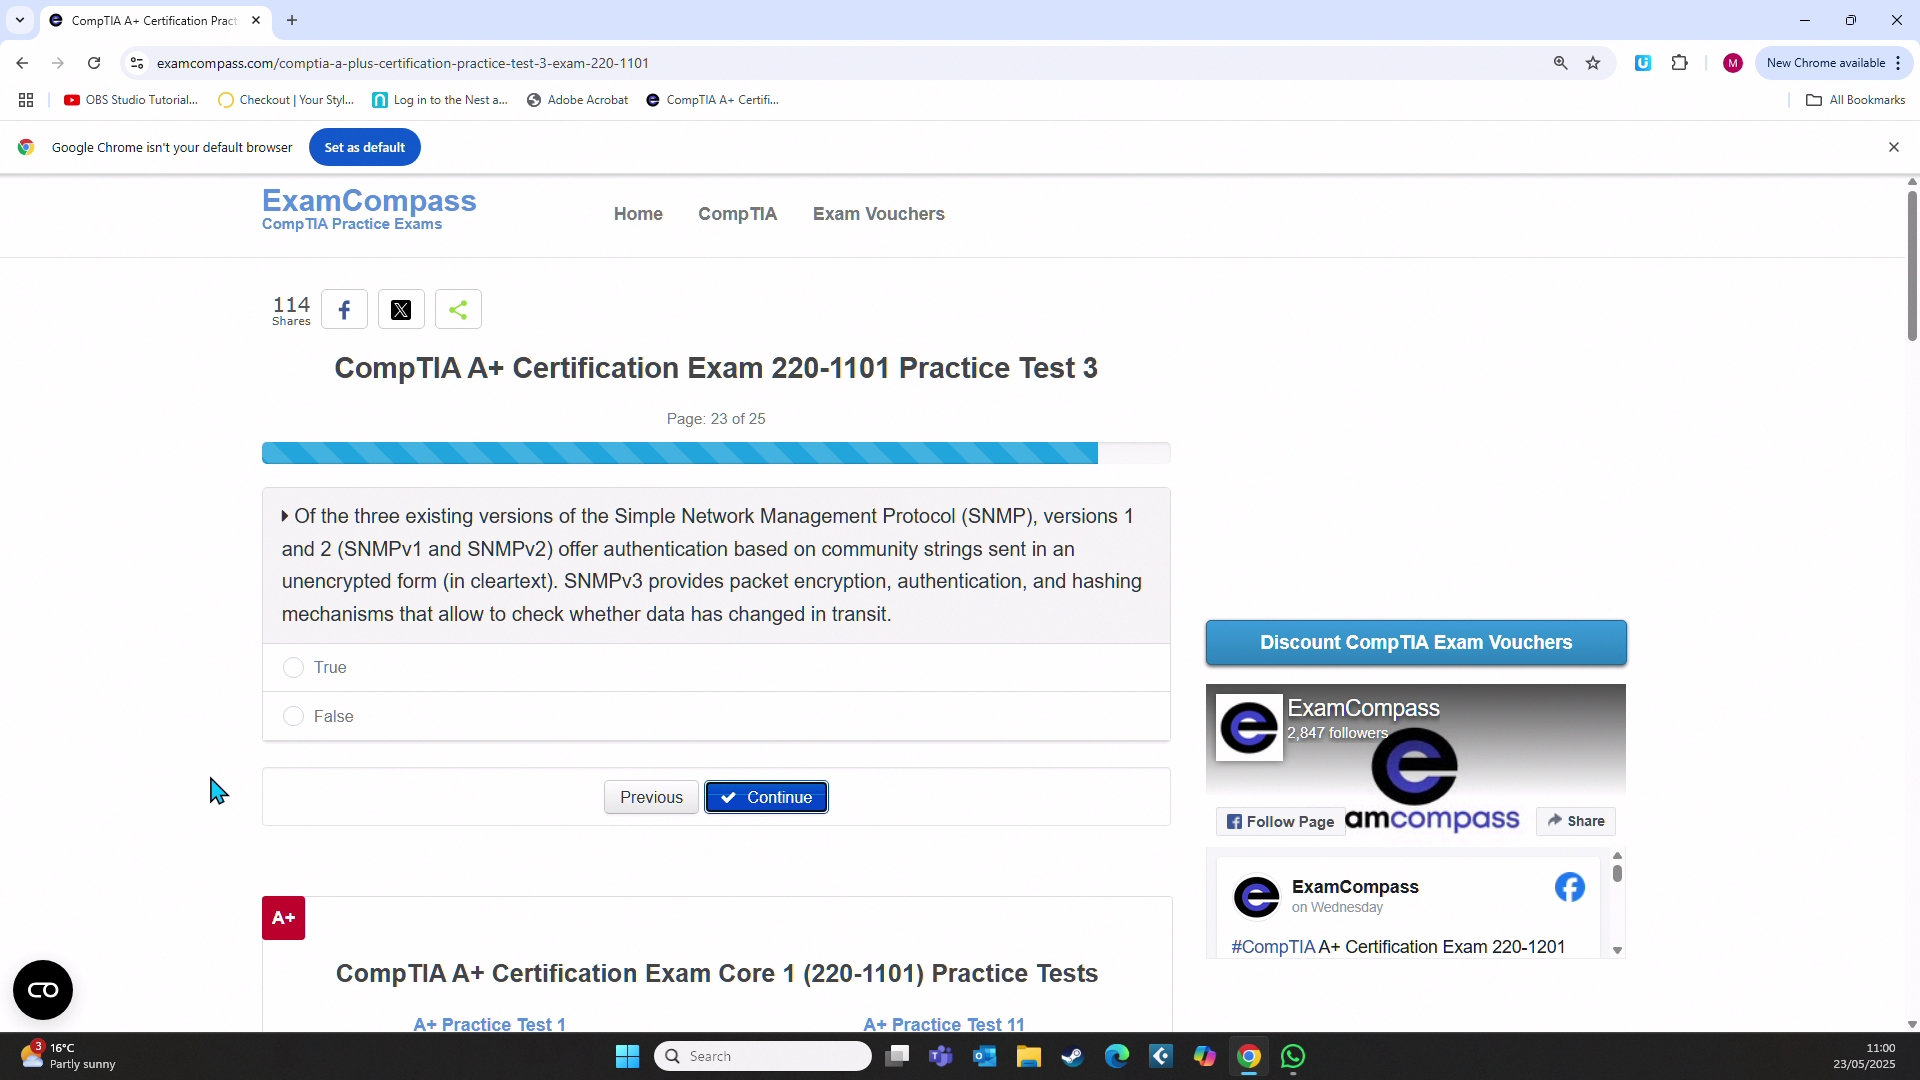 CompTIA A+ Certification Pract
examcompass.com/comptia-a-plus-certification-practice-test-3-exam-220-1101
M
New Chrome available
OBS Studio Tutorial...
Checkout | Your Styl...
Log in to the Nest a...
Adobe Acrobat
CompTIA A+ Certifi...
All Bookmarks
Google Chrome isn't your default browser
Set as default
ExamCompass
CompTIA Practice Exams
Home
CompTIA
Exam Vouchers
114
Shares
CompTIA A+ Certification Exam 220-1101 Practice Test 3
Page: 23 of 25
Of the three existing versions of the Simple Network Management Protocol (SNMP), versions 1
and 2 (SNMPv1 and SNMPv2) offer authentication based on community strings sent in an
unencrypted form (in cleartext). SNMPv3 provides packet encryption, authentication, and hashing
mechanisms that allow to check whether data has changed in transit.
True
False
Previous
Continue
Discount CompTIA Exam Vouchers
ExamCompass
2,847 followers
Follow Page
amcompass
Share
ExamCompass
on Wednesday
#CompTIA A+ Certification Exam 220-1201
A+
CompTIA A+ Certification Exam Core 1 (220-1101) Practice Tests
A+ Practice Test 1
A+ Practice Test 11
3
16°C
Partly sunny
Search
11:00
23/05/2025